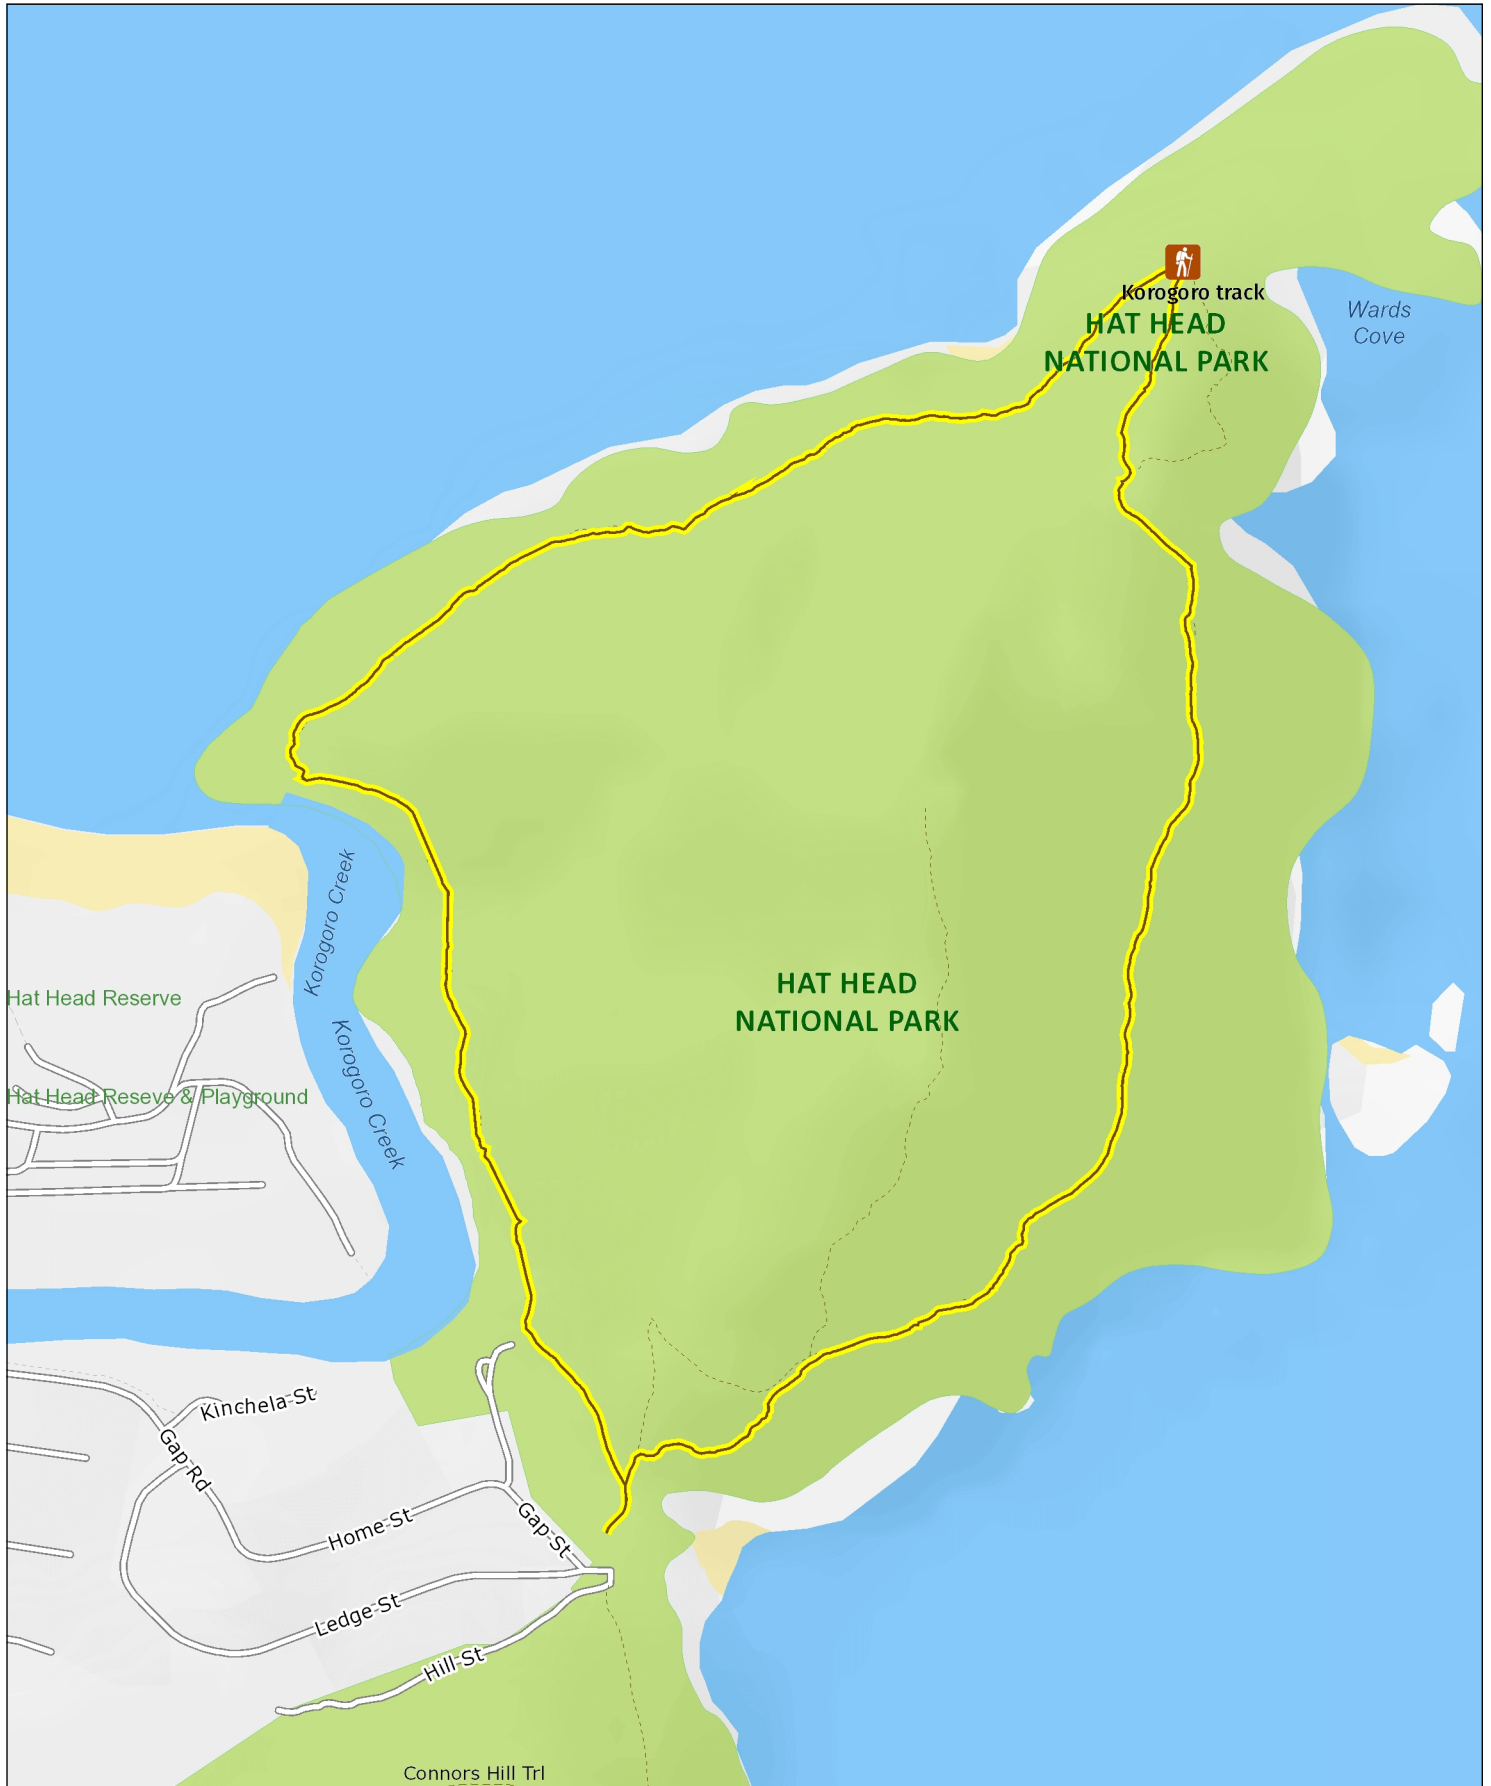 Korogoro track
HAT HEAD
NATIONAL PARK
Wards
Cove
Korogoro Creek
HAT HEAD
NATIONAL PARK
Hat Head Reserve
Korogoro Creek
Hat Head Reseve & Playground
Kinchela St
Gap Rd
Home St
Gap St
Ledge St
Hill St
Connors Hill Trl